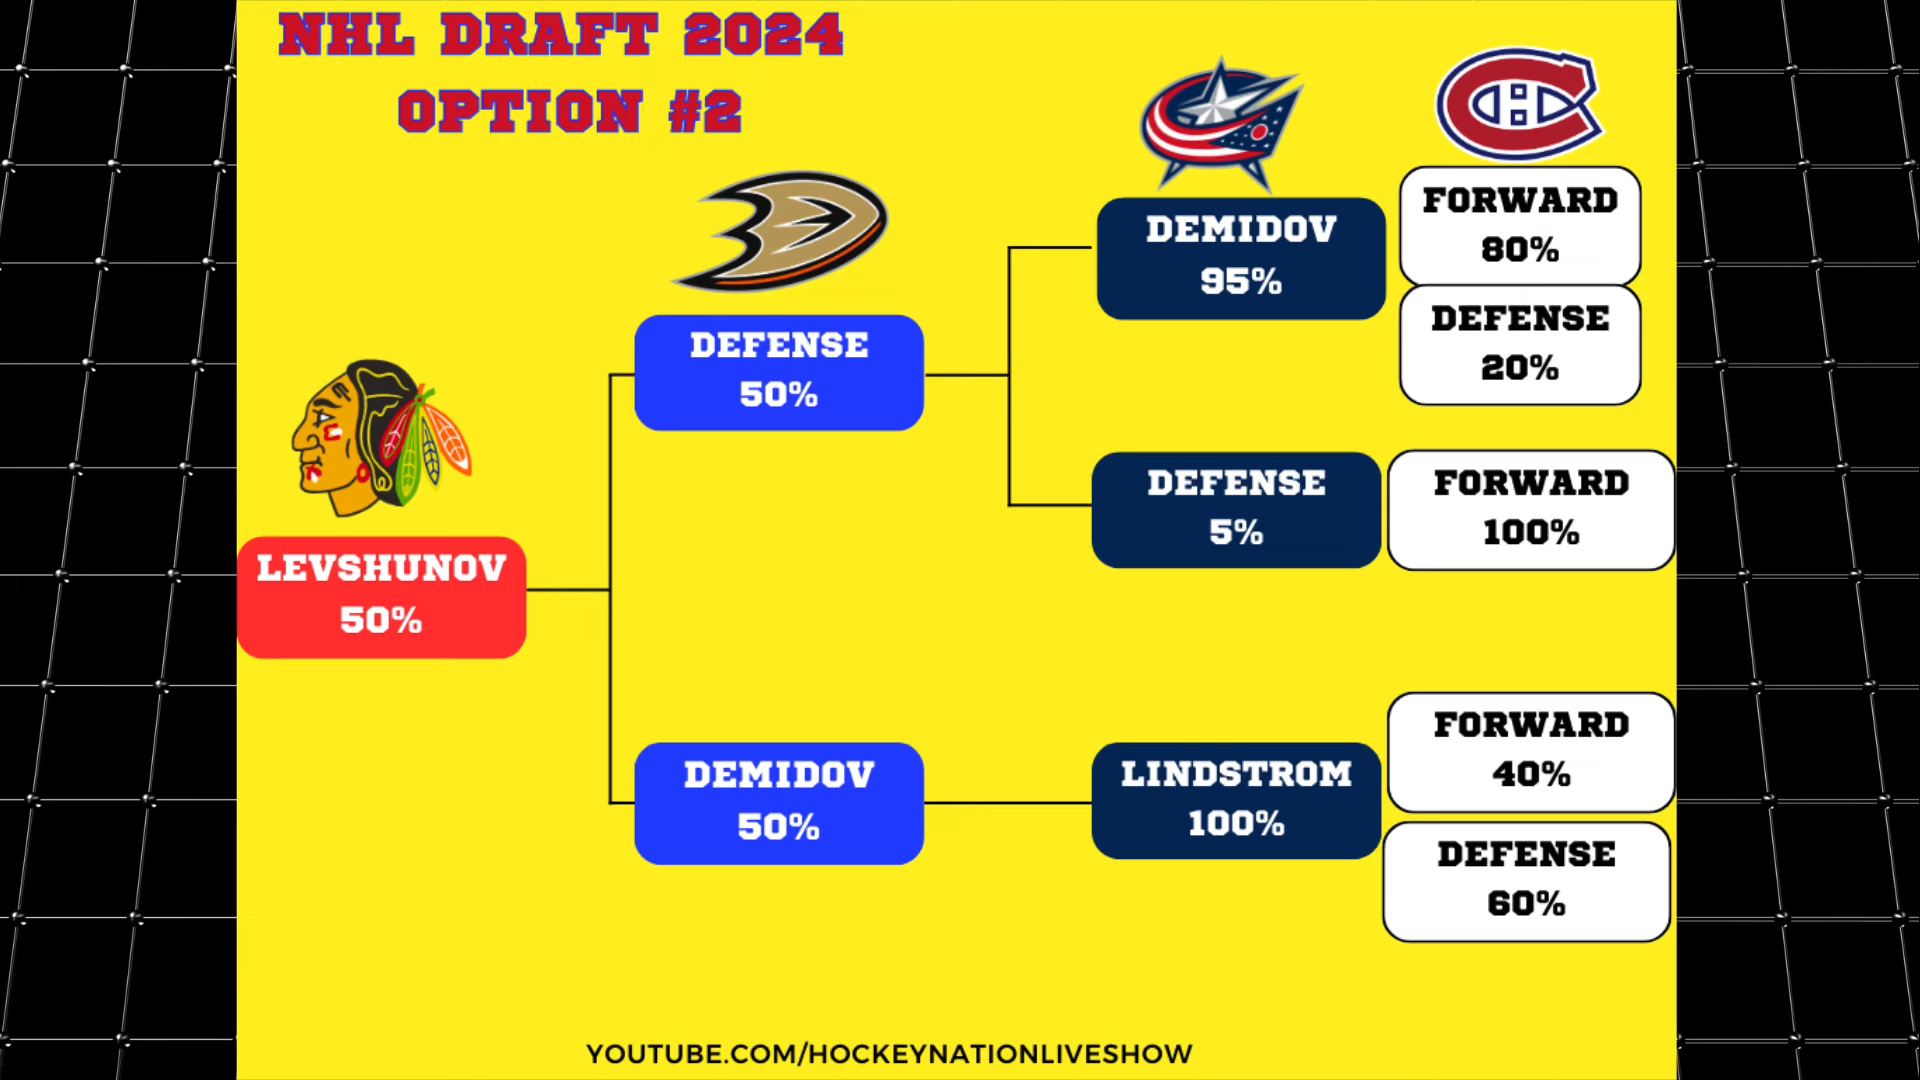 NHL DRAFT 2024
OPTION #2
LEVSHUNOV
50%
DEFENSE
50%
DEMIDOV
50%
DEMIDOV
95%
DEFENSE
5%
LINDSTROM
100%
FORWARD
80%
DEFENSE
20%
FORWARD
100%
FORWARD
40%
DEFENSE
60%
YOUTUBE.COM/HOCKEYNATIONLIVESHOW